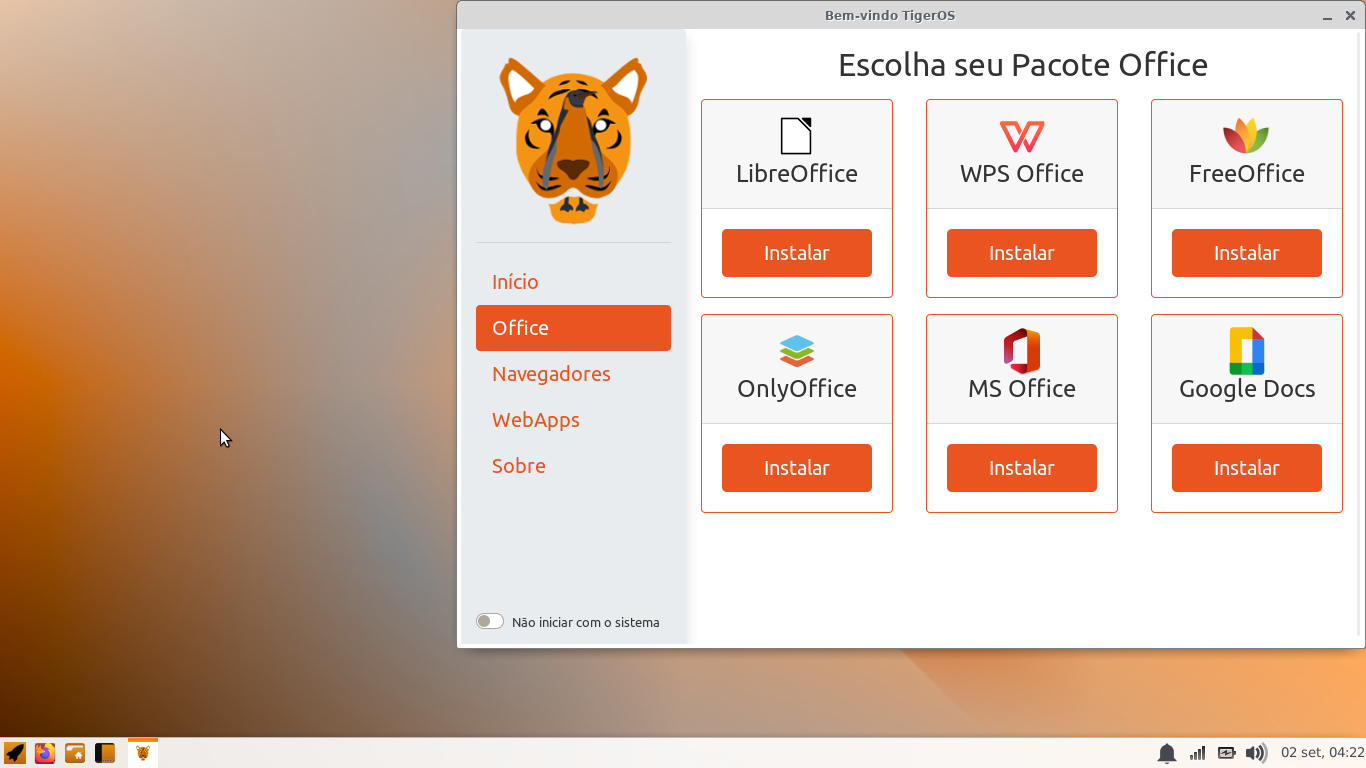 Bem-vindo TigerOS
Início
Office
Navegadores
WebApps
Sobre
Não iniciar com o sistema
Escolha seu Pacote Office
LibreOffice
Instalar
WPS Office
Instalar
FreeOffice
Instalar
OnlyOffice
Instalar
MS Office
Instalar
Google Docs
Instalar
02 set, 04:22